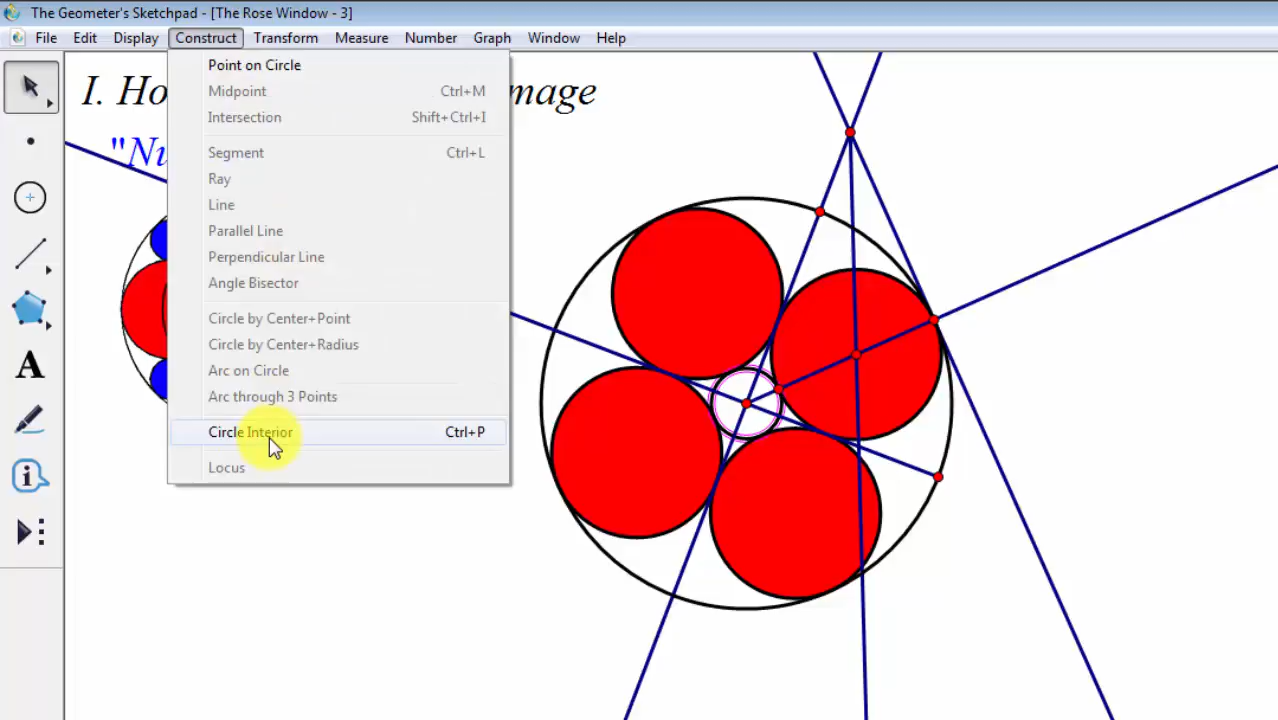 The Geometer's Sketchpad - [The Rose Window - 3]
File Edit Display Construct Transform Measure Number Graph Window Help
Point on Circle
I. Ho mage
Midpoint Ctrl+M
Intersection Shift+Ctrl+I
"Nu
Segment Ctrl+L
Ray
Line
Parallel Line
Perpendicular Line
Angle Bisector
Circle by Center+Point
Circle by Center+Radius
A
Arc on Circle
Arc through 3 Points
Circle Interior Ctrl+P
Locus